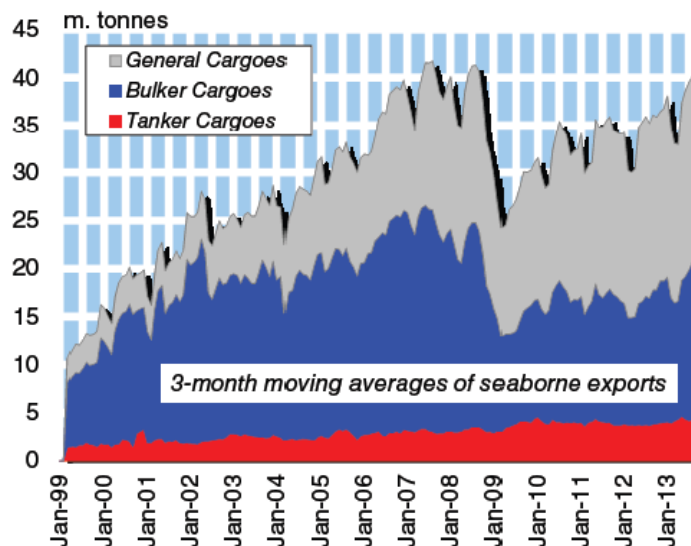 m. tonnes
45
40
35
30
25
20
15
10
5
0
General Cargoes
Bulker Cargoes
Tanker Cargoes
3-month moving averages of seaborne exports
Jan-99
Jan-00
Jan-01
Jan-02
Jan-03
Jan-04
Jan-05
Jan-06
Jan-07
Jan-08
Jan-09
Jan-10
Jan-11
Jan-12
Jan-13